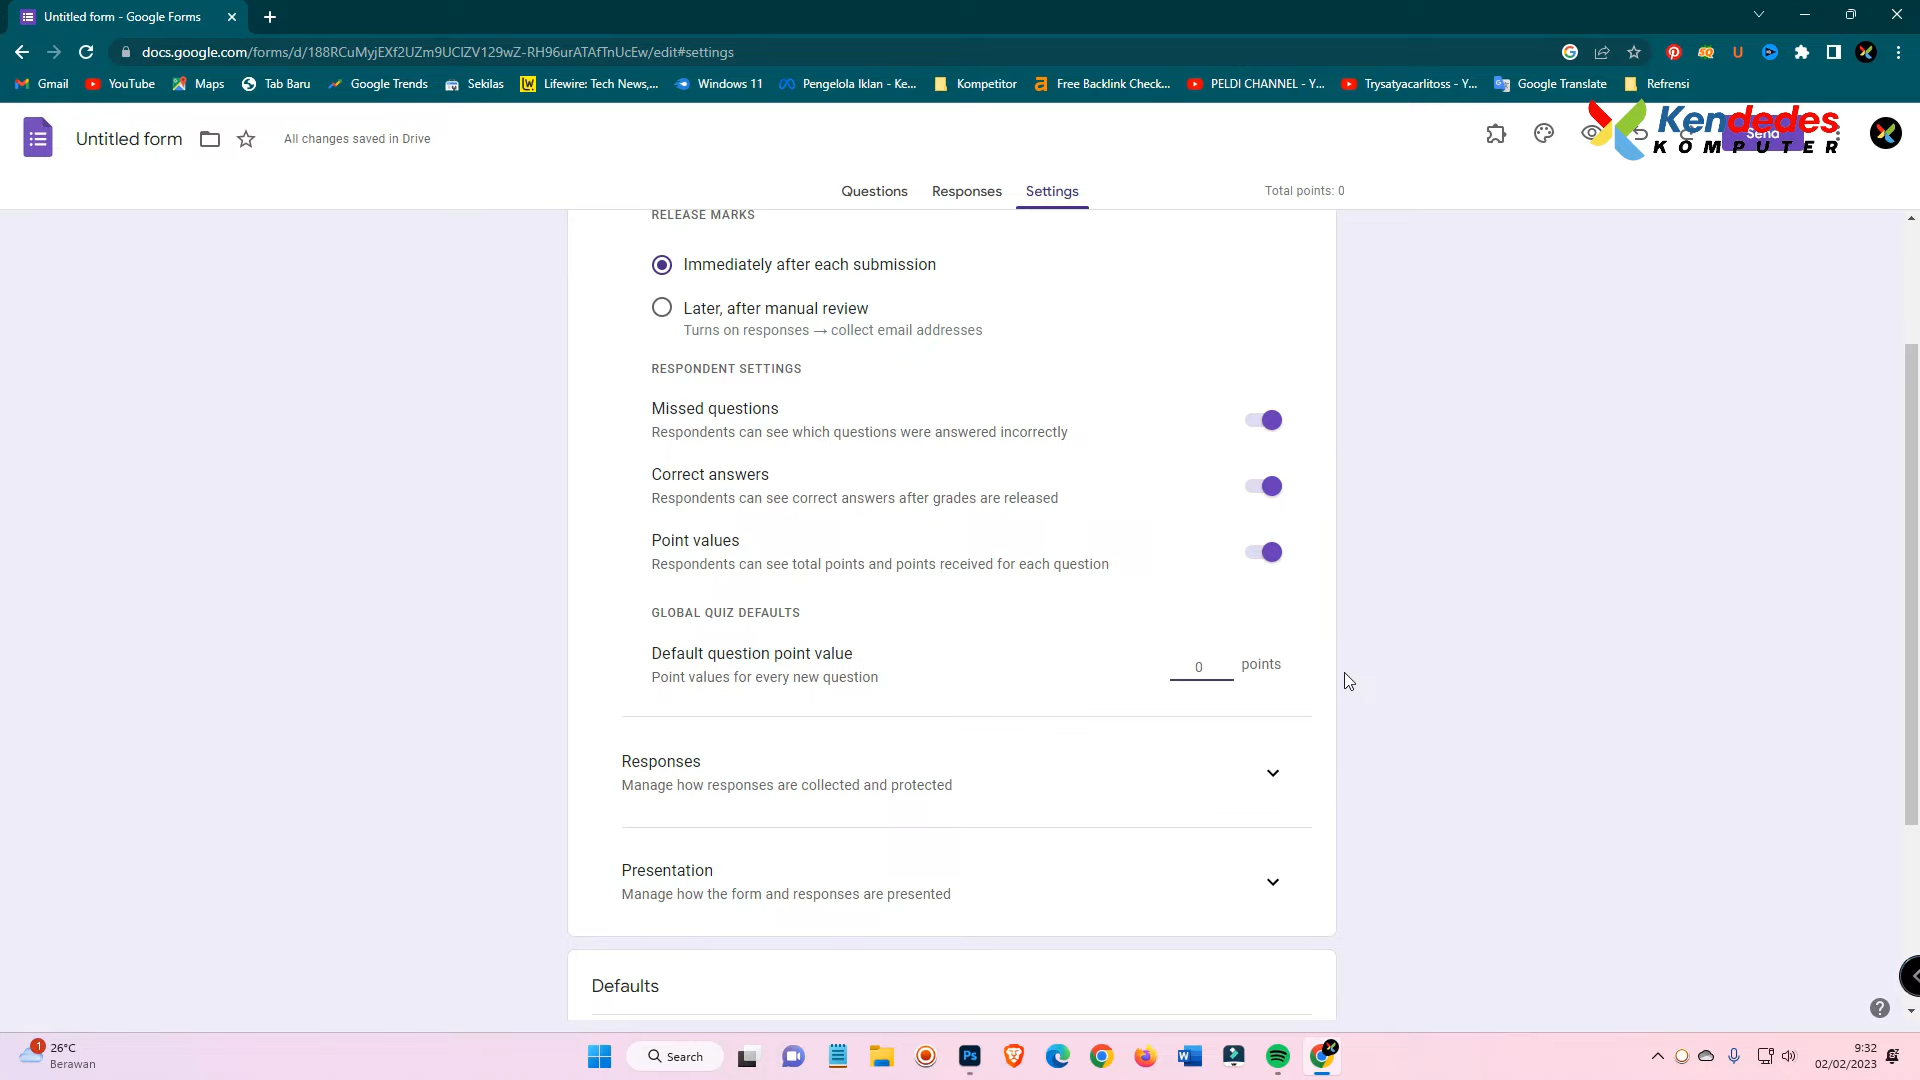 Untitled form - Google Forms
docs.google.com/forms/d/188RCuMyjEXf2UZm9UClZV129wZ-RH96urATAfTnUcEw/edit#settings
Gmail YouTube Maps Tab Baru Google Trends Sekilas Lifewire: Tech News,... Windows 11 Pengelola Iklan - Ke... Kompetitor Free Backlink Check... PELDI CHANNEL - Y... Trysatyacarlitoss - Y... Google Translate Refrensi
Untitled form All changes saved in Drive Send
Kendedes
KOMPUTER
Questions Responses Settings Total points: 0
RELEASE MARKS
Immediately after each submission
Later, after manual review
Turns on responses → collect email addresses
RESPONDENT SETTINGS
Missed questions
Respondents can see which questions were answered incorrectly
Correct answers
Respondents can see correct answers after grades are released
Point values
Respondents can see total points and points received for each question
GLOBAL QUIZ DEFAULTS
Default question point value
Point values for every new question
0 points
Responses
Manage how responses are collected and protected
Presentation
Manage how the form and responses are presented
Defaults
1 26°C
Berawan
Search
Ps
9:32
02/02/2023